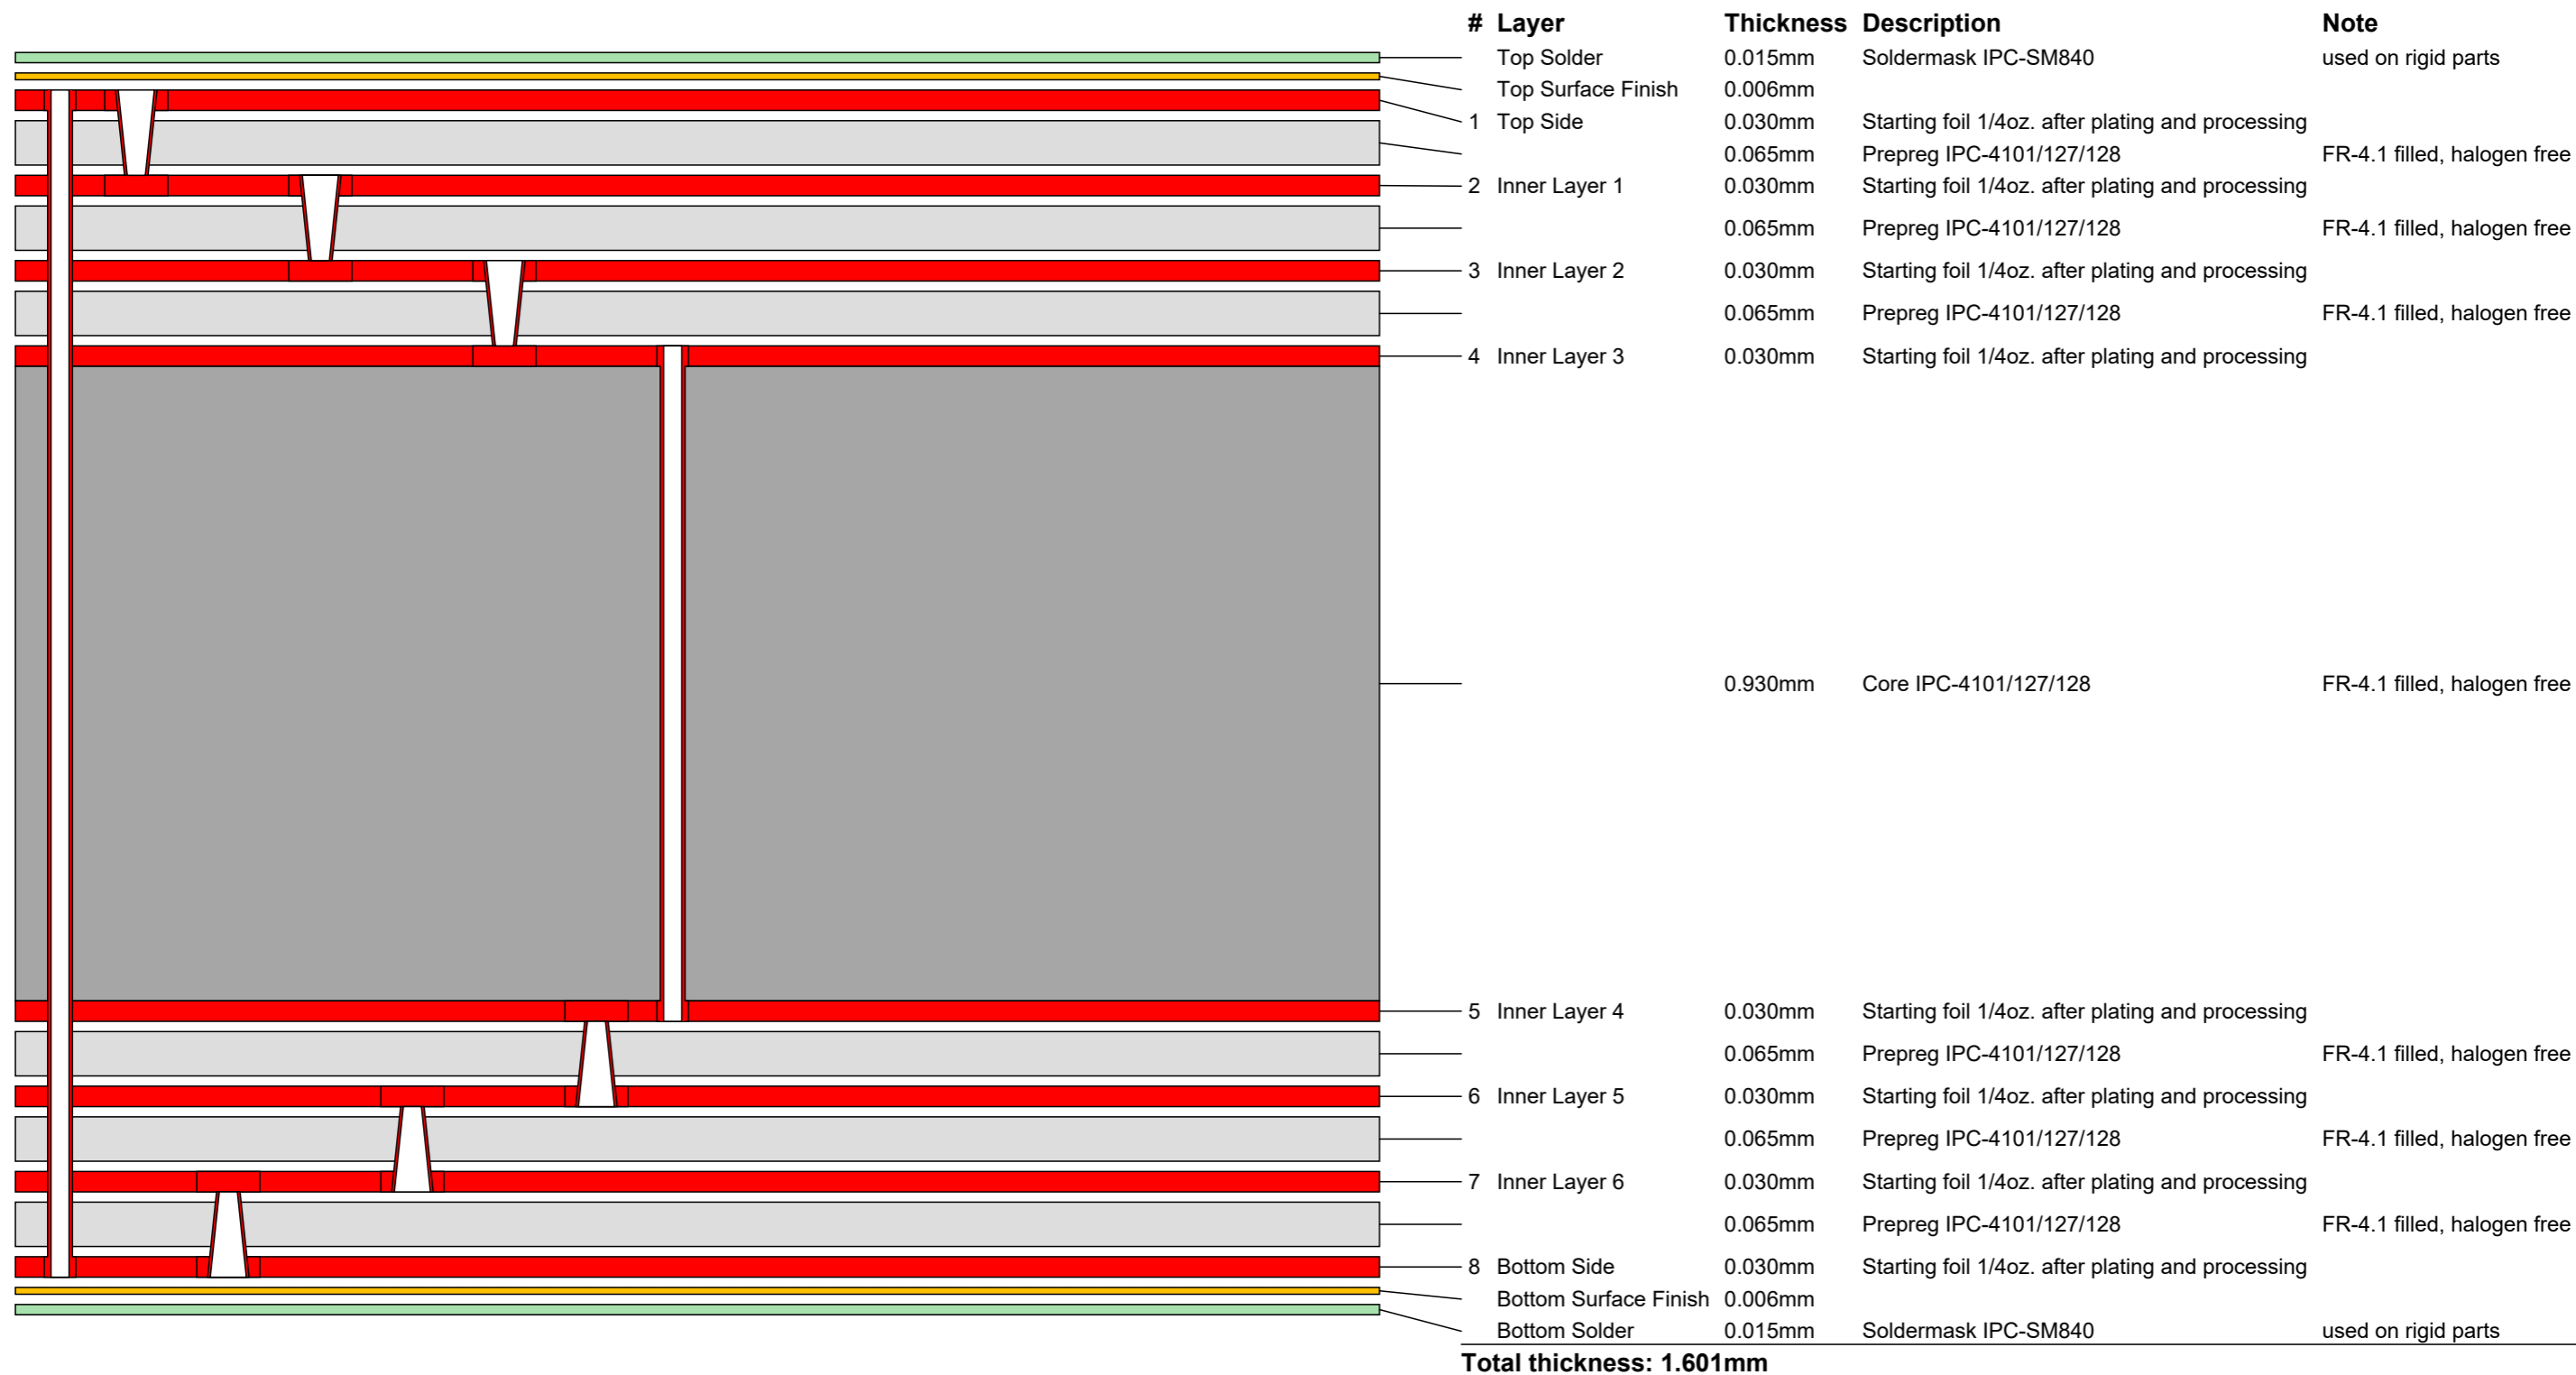 # Layer Thickness Description Note
Top Solder 0.015mm Soldermask IPC-SM840 used on rigid parts
Top Surface Finish 0.006mm
1 Top Side 0.030mm Starting foil 1/4oz. after plating and processing
0.065mm Prepreg IPC-4101/127/128 FR-4.1 filled, halogen free
2 Inner Layer 1 0.030mm Starting foil 1/4oz. after plating and processing
0.065mm Prepreg IPC-4101/127/128 FR-4.1 filled, halogen free
3 Inner Layer 2 0.030mm Starting foil 1/4oz. after plating and processing
0.065mm Prepreg IPC-4101/127/128 FR-4.1 filled, halogen free
4 Inner Layer 3 0.030mm Starting foil 1/4oz. after plating and processing
0.930mm Core IPC-4101/127/128 FR-4.1 filled, halogen free
5 Inner Layer 4 0.030mm Starting foil 1/4oz. after plating and processing
0.065mm Prepreg IPC-4101/127/128 FR-4.1 filled, halogen free
6 Inner Layer 5 0.030mm Starting foil 1/4oz. after plating and processing
0.065mm Prepreg IPC-4101/127/128 FR-4.1 filled, halogen free
7 Inner Layer 6 0.030mm Starting foil 1/4oz. after plating and processing
0.065mm Prepreg IPC-4101/127/128 FR-4.1 filled, halogen free
8 Bottom Side 0.030mm Starting foil 1/4oz. after plating and processing
Bottom Surface Finish 0.006mm
Bottom Solder 0.015mm Soldermask IPC-SM840 used on rigid parts
Total thickness: 1.601mm